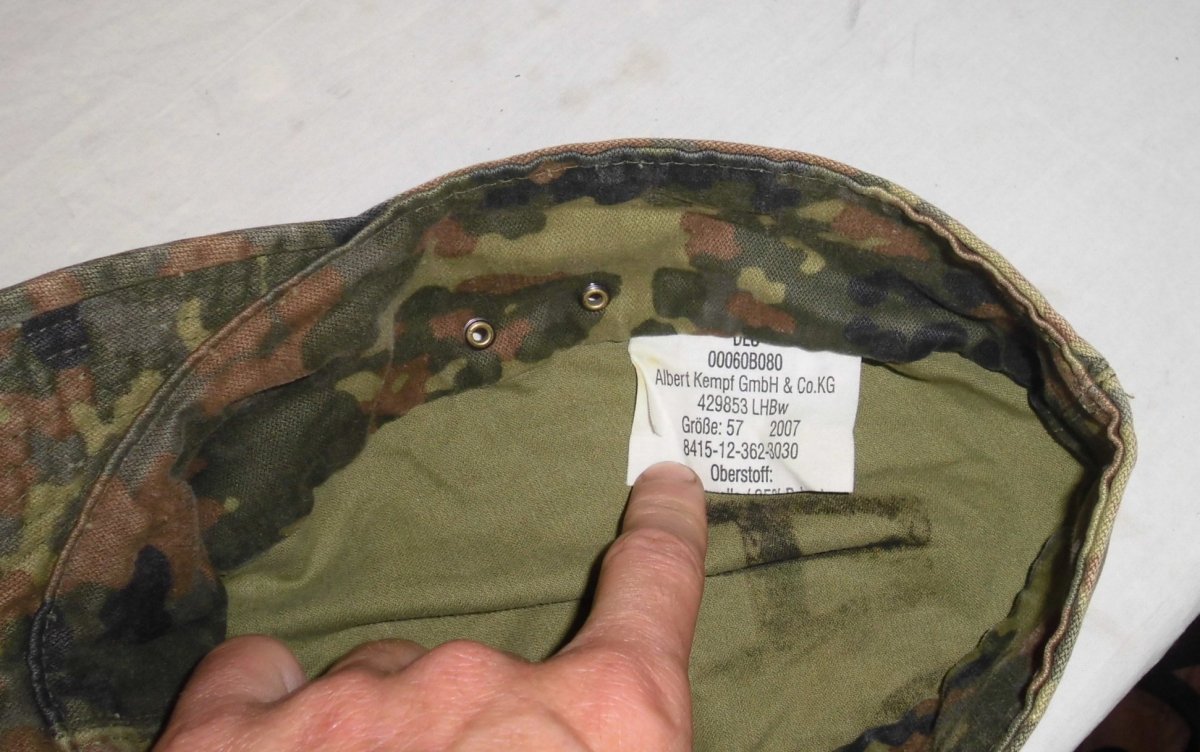 00060B080
Albert Kempf GmbH & Co.KG
429853 LHBw
Größe: 57 2007
8415-12-362-3030
Oberstoff: